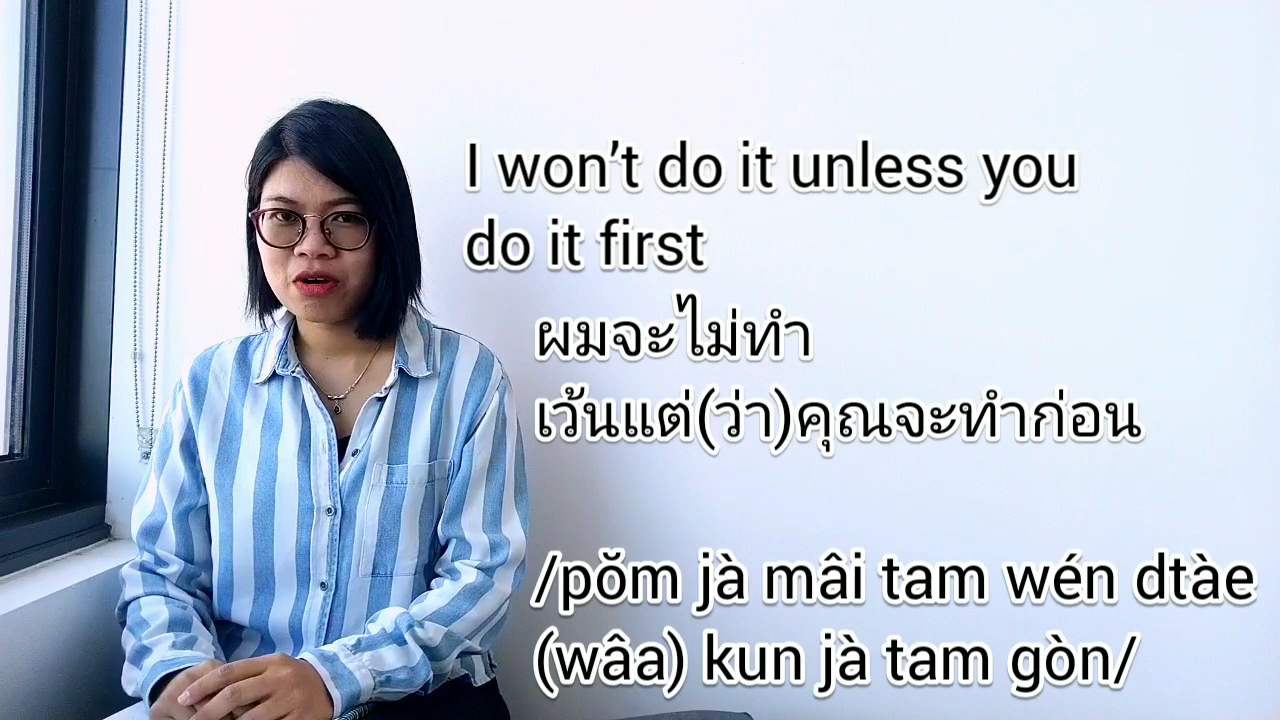 I won't do it unless you
do it first
ผมจะไม่ทำ
เว้นแต่(ว่า)คุณจะทำก่อน
/pŏm jà mâi tam wén dtàe
(wâa) kun jà tam gòn/